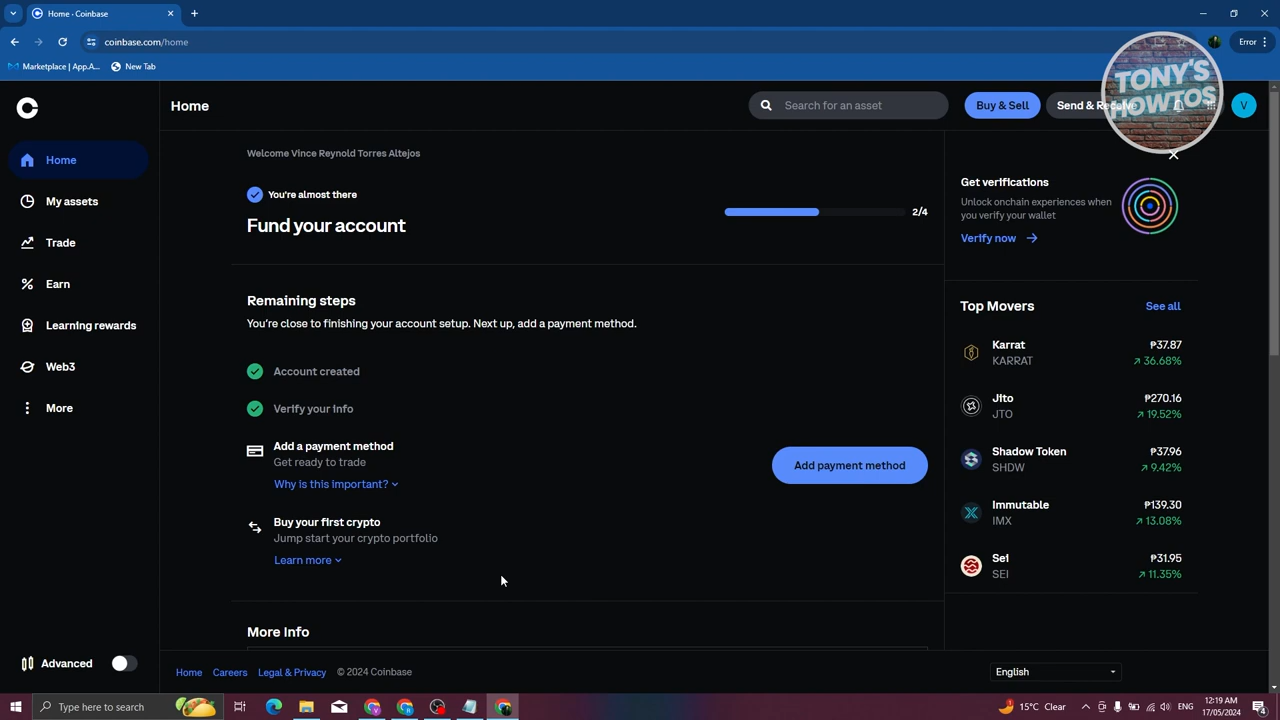 Home - Coinbase
coinbase.com/home
Error
Marketplace | App.A...
New Tab
TONY'S
HOWTOS
Home
Search for an asset
Buy & Sell
Send & Receive
V
Home
My assets
Trade
Earn
Learning rewards
Web3
More
Advanced
Welcome Vince Reynold Torres Altejos
You're almost there
Fund your account
2/4
Remaining steps
You're close to finishing your account setup. Next up, add a payment method.
Account created
Verify your info
Add a payment method
Get ready to trade
Why is this important?
Add payment method
Buy your first crypto
Jump start your crypto portfolio
Learn more
More Info
Get verifications
Unlock onchain experiences when
you verify your wallet
Verify now
Top Movers
See all
Karrat
₱37.87
KARRAT
↗ 36.68%
Jito
₱270.16
JTO
↗ 19.52%
Shadow Token
₱37.96
SHDW
↗ 9.42%
Immutable
₱139.30
IMX
↗ 13.08%
Sei
₱31.95
SEI
↗ 11.35%
Home
Careers
Legal & Privacy
© 2024 Coinbase
English
Type here to search
15°C Clear
12:19 AM
17/05/2024
4